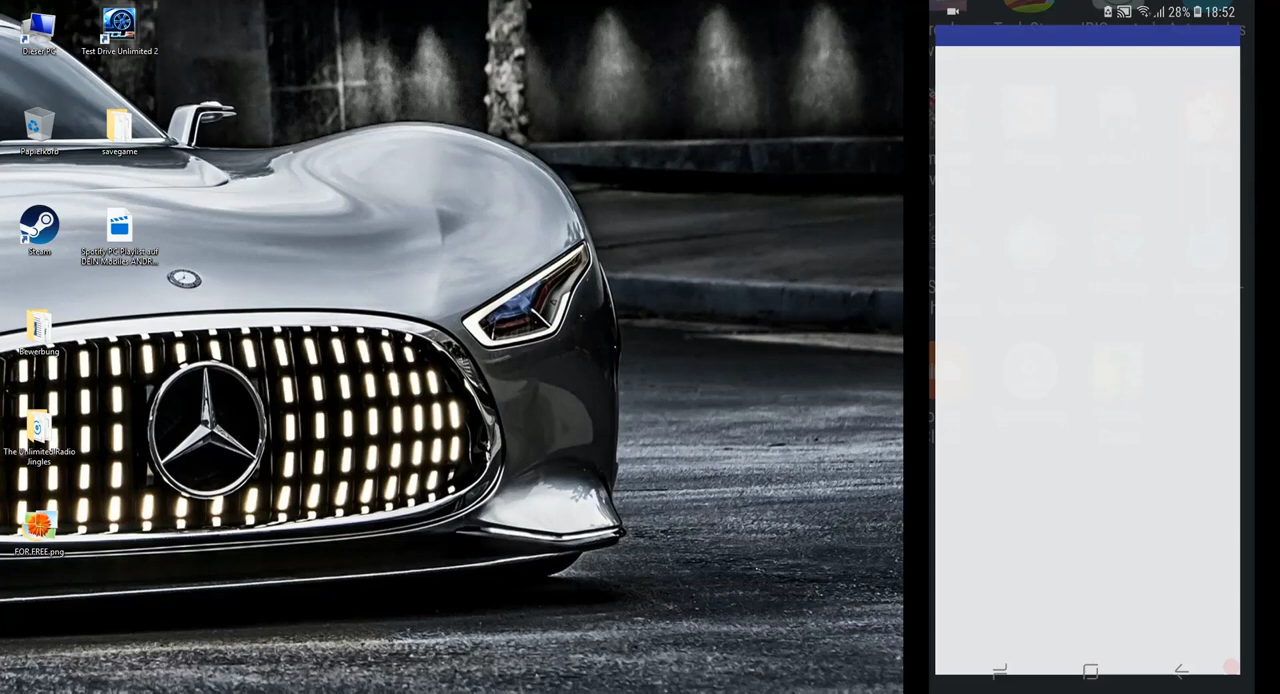 Dieser PC
Test Drive Unlimited 2
Papierkorb
savegame
Steam
Spotify PC Playlist auf
DEIN Mobiles ANDR...
Bewerbung
The UnlimitedRadio
Jingles
FOR FREE.png
28% 18:52